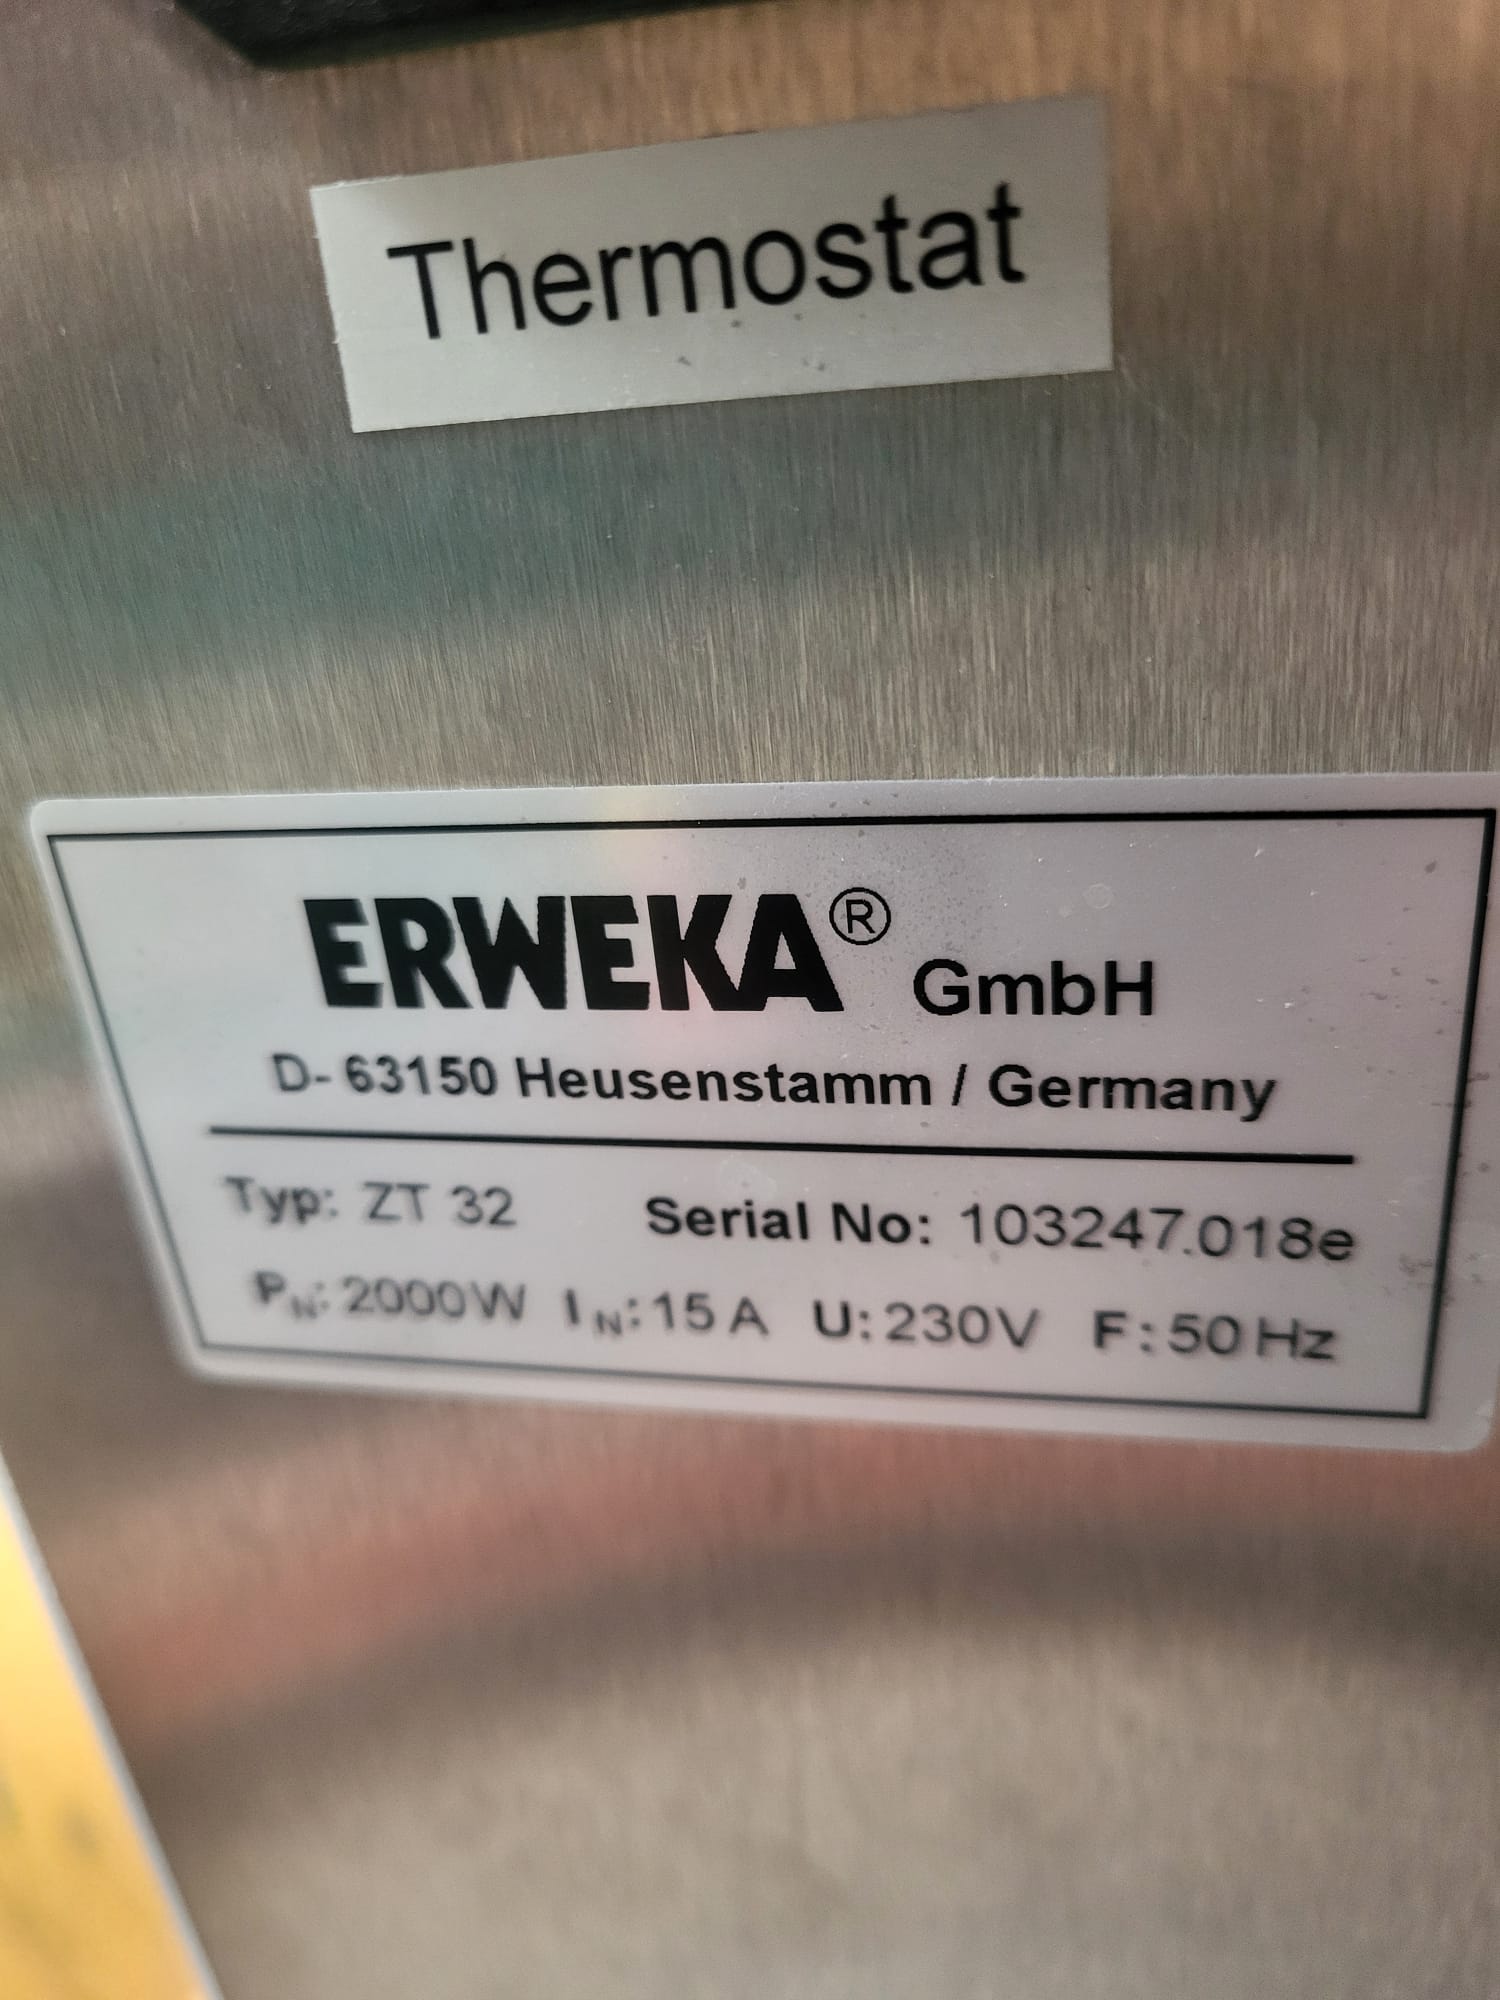 Thermostat
ERWEKA® GmbH
D- 63150 Heusenstamm / Germany
Typ: ZT 32 Serial No: 103247.018e
PN: 2000W IN: 15 A U: 230V F: 50 Hz